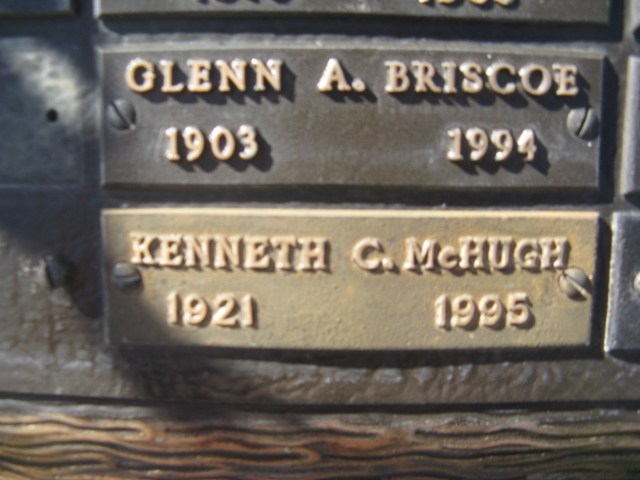 GLENN A. BRISCOE
1903 1994
KENNETH C. McHUGH
1921 1995